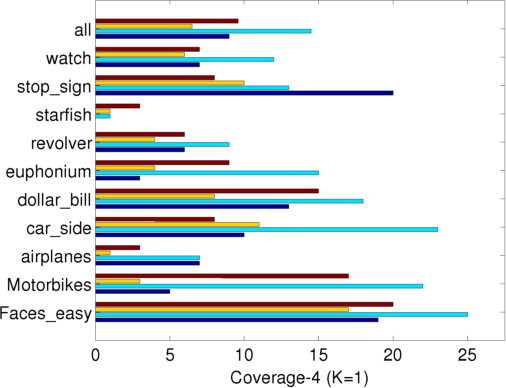 all
watch
stop_sign
starfish
revolver
euphonium
dollar_bill
car_side
airplanes
Motorbikes
Faces_easy
0 5 10 15 20 25
Coverage-4 (K=1)